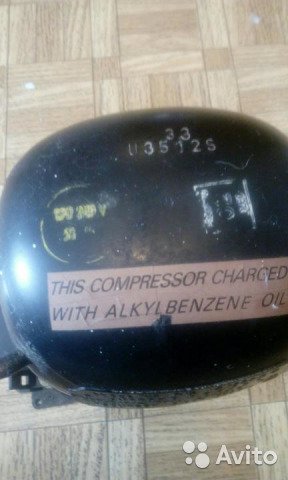 33
U3512S
THIS COMPRESSOR CHARGED
WITH ALKYLBENZENE OIL
Avito